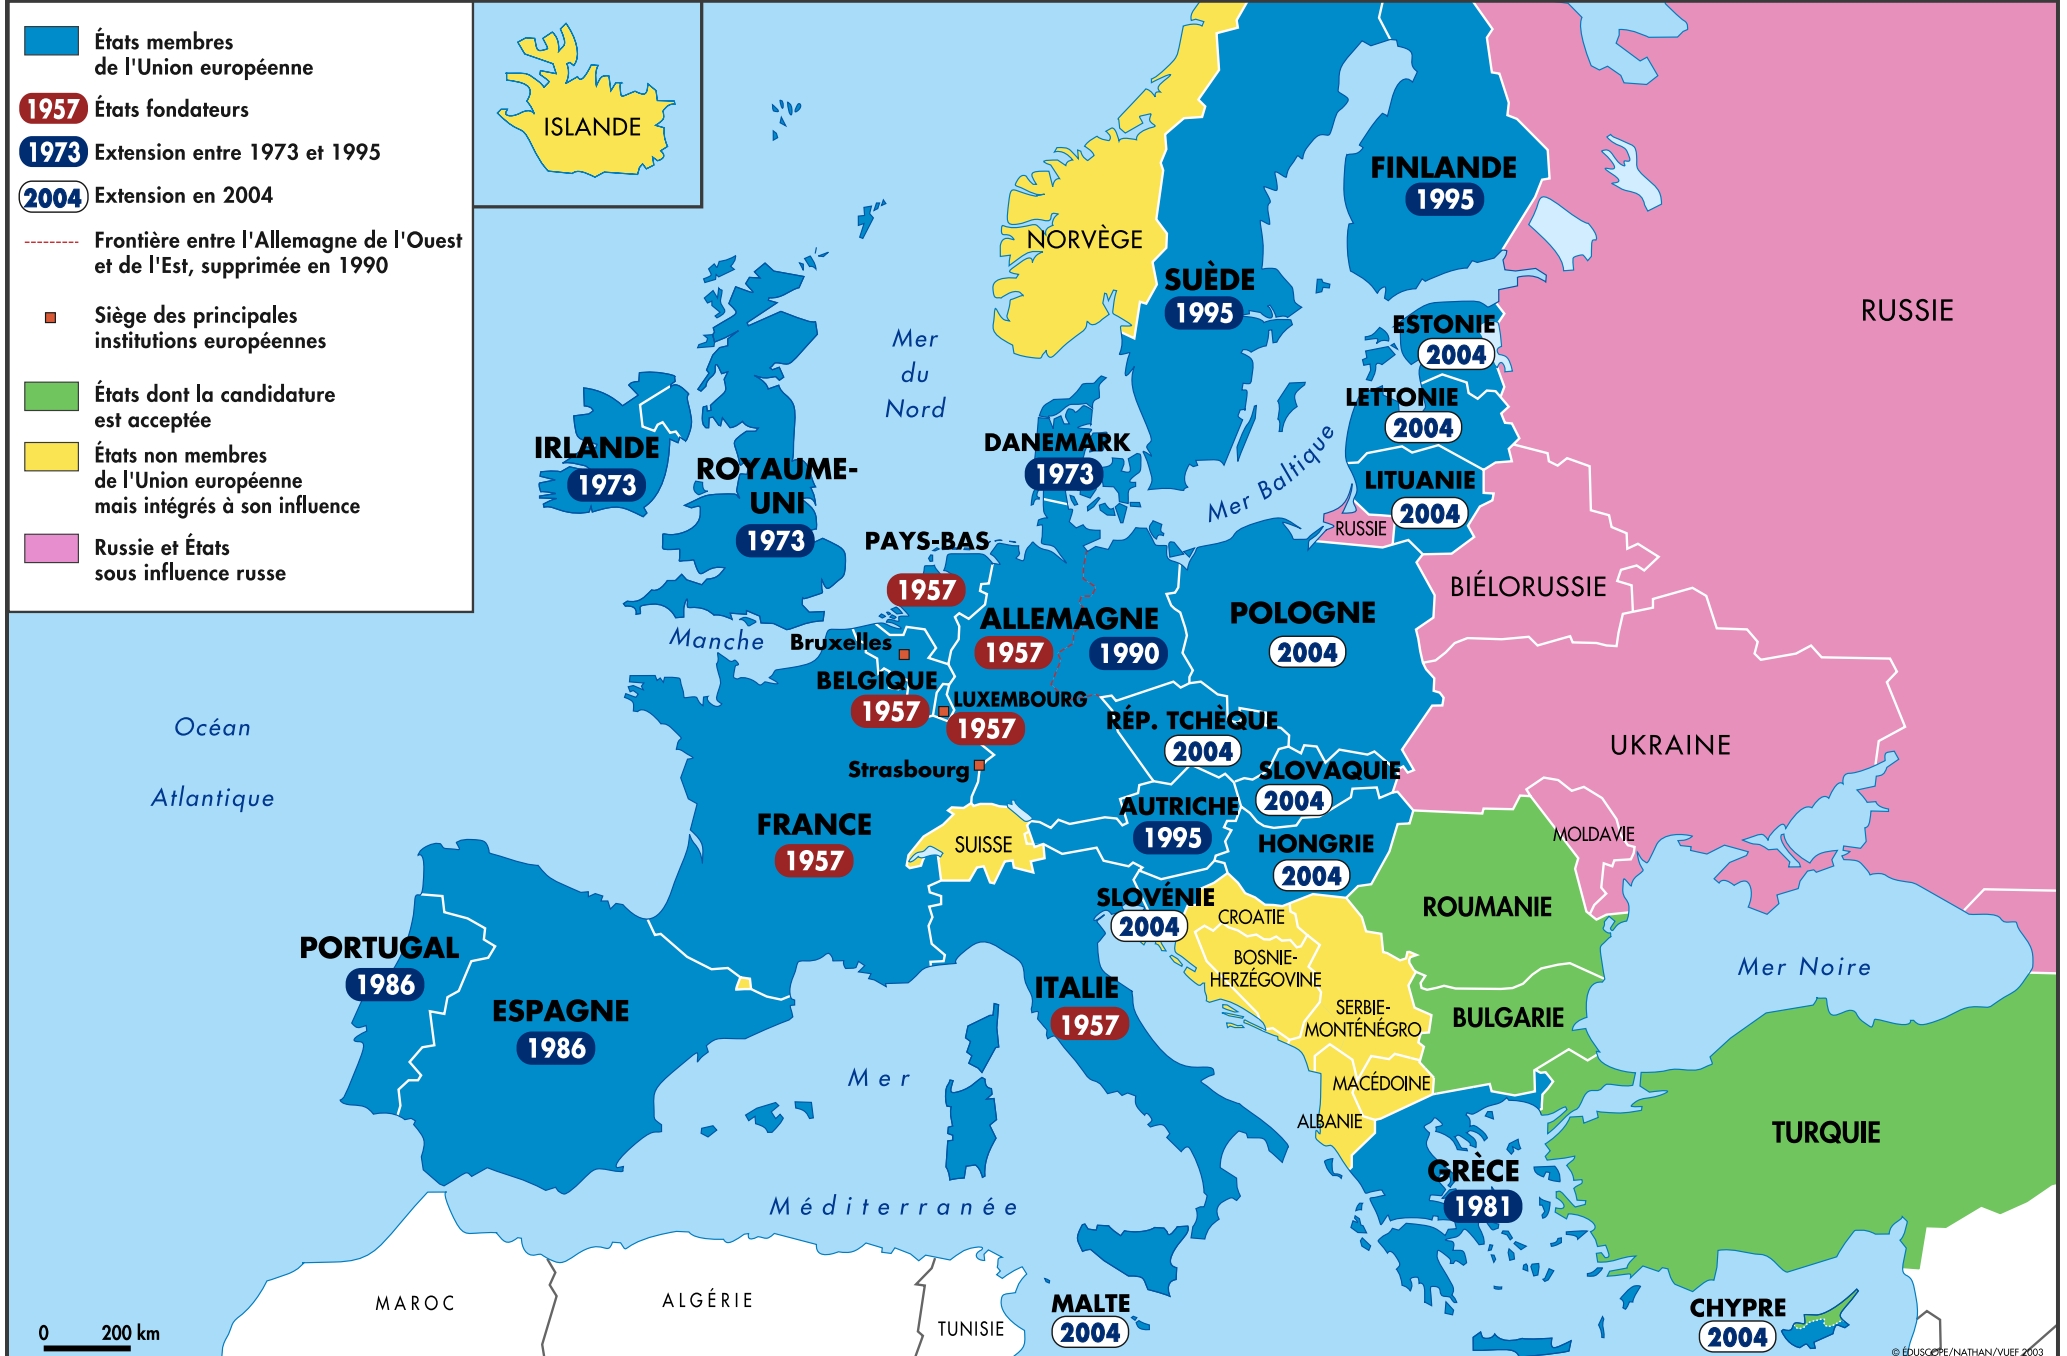 États membres
de l'Union européenne
1957 États fondateurs
1973 Extension entre 1973 et 1995
2004 Extension en 2004
Frontière entre l'Allemagne de l'Ouest
et de l'Est, supprimée en 1990
Siège des principales
institutions européennes
États dont la candidature
est acceptée
États non membres
de l'Union européenne
mais intégrés à son influence
Russie et États
sous influence russe
ISLANDE
NORVÈGE
SUÈDE
1995
FINLANDE
1995
RUSSIE
ESTONIE
2004
LETTONIE
2004
LITUANIE
2004
RUSSIE
Mer
du
Nord
Mer Baltique
IRLANDE
1973
ROYAUME-
UNI
1973
DANEMARK
1973
PAYS-BAS
1957
BIÉLORUSSIE
ALLEMAGNE
1957
1990
POLOGNE
2004
Manche
Bruxelles
BELGIQUE
1957
LUXEMBOURG
1957
Strasbourg
RÉP. TCHÈQUE
2004
SLOVAQUIE
2004
UKRAINE
Océan
Atlantique
FRANCE
1957
SUISSE
AUTRICHE
1995
HONGRIE
2004
MOLDAVIE
SLOVÉNIE
2004
CROATIE
ROUMANIE
BOSNIE-
HERZÉGOVINE
SERBIE-
MONTÉNÉGRO
BULGARIE
Mer Noire
PORTUGAL
1986
ESPAGNE
1986
ITALIE
1957
MACÉDOINE
ALBANIE
GRÈCE
1981
TURQUIE
Mer
Méditerranée
MAROC
ALGÉRIE
TUNISIE
MALTE
2004
CHYPRE
2004
0 200 km
© ÉDUSCOPE/NATHAN/VUEF 2003